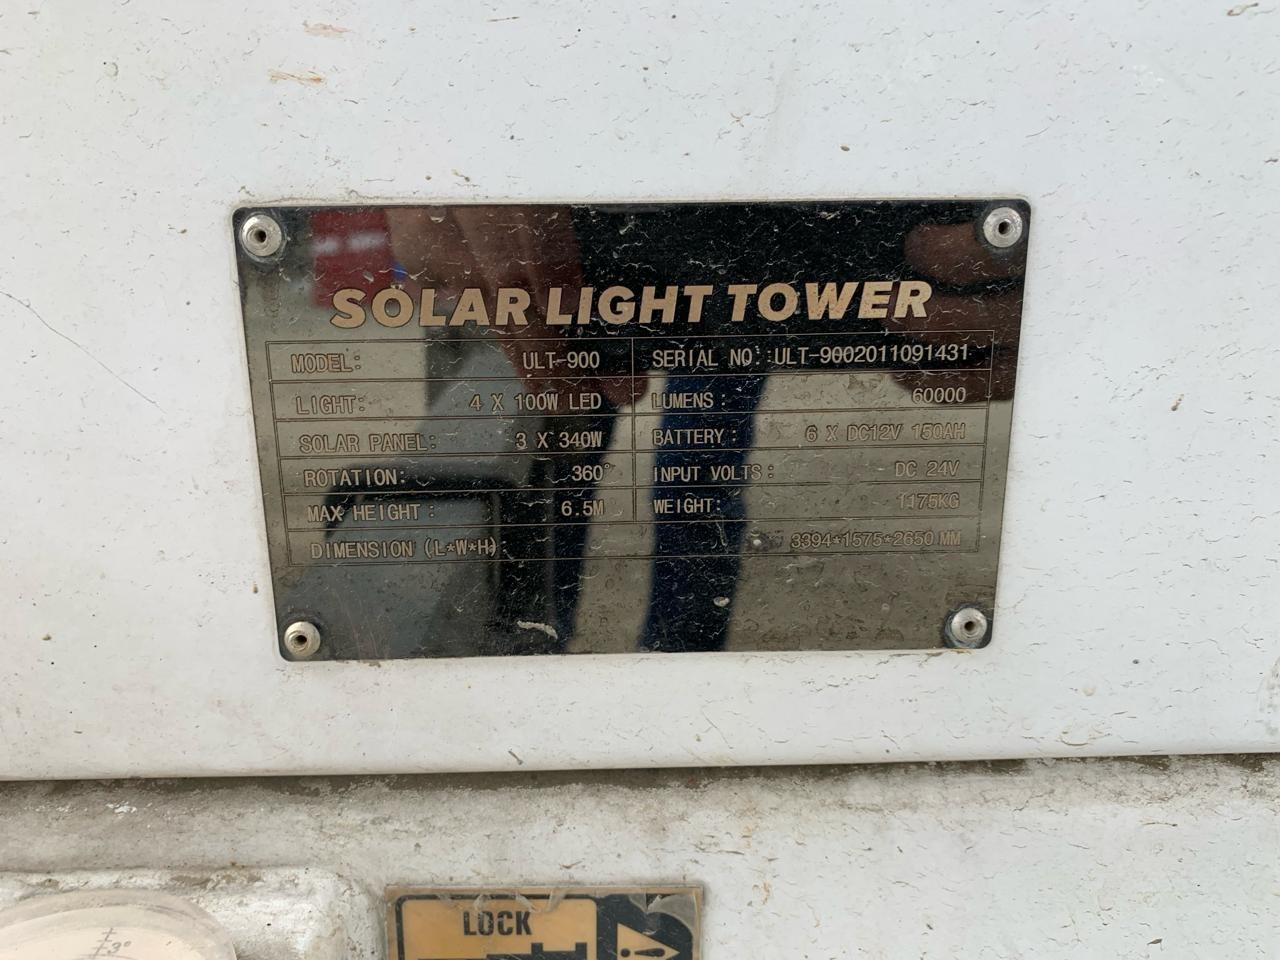 SOLAR LIGHT TOWER
MODEL: ULT-900 SERIAL NO: ULT-9002011091431
LIGHT: 4 X 100W LED LUMENS: 60000
SOLAR PANEL: 3 X 340W BATTERY: 6 X DC12V 150AH
ROTATION: 360° INPUT VOLTS: DC 24V
MAX HEIGHT: 6.5M WEIGHT: 1175KG
DIMENSION (L*W*H) 3394*1575*2650 MM
LOCK
3°